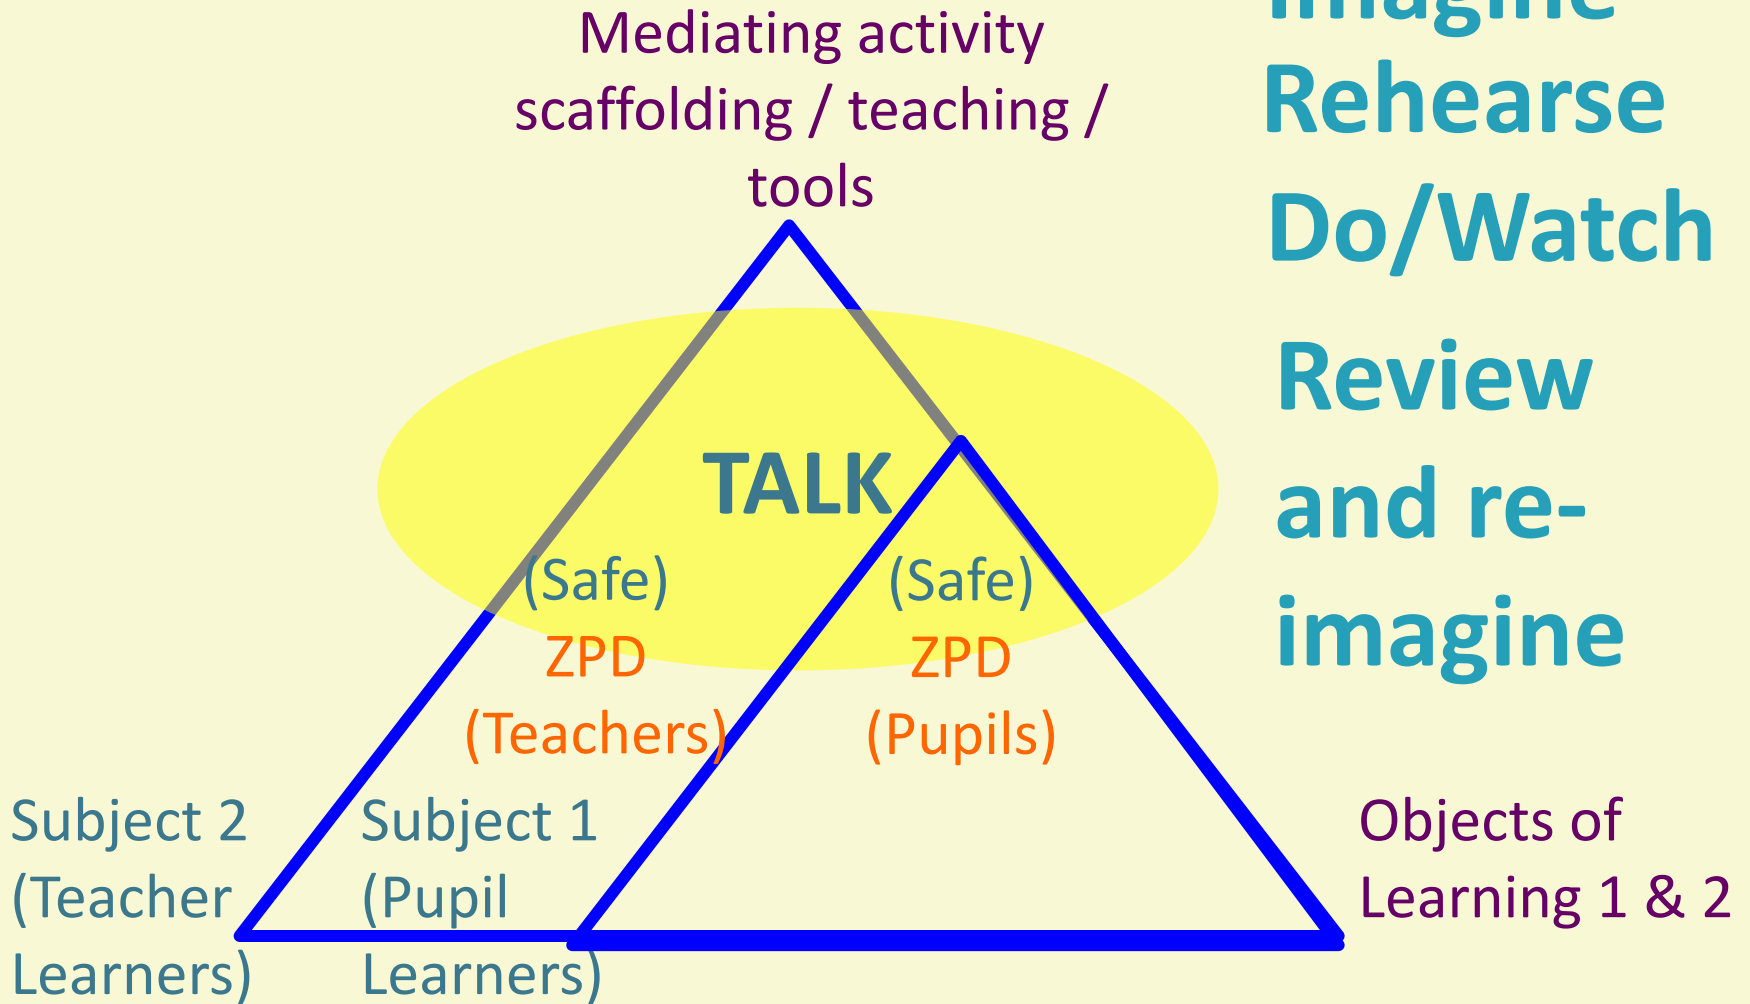 Mediating activity
scaffolding / teaching /
tools
imagine
Rehearse
Do/Watch
Review
and re-
imagine
TALK
(Safe)
ZPD
(Teachers)
(Safe)
ZPD
(Pupils)
Subject 2
(Teacher
Learners)
Subject 1
(Pupil
Learners)
Objects of
Learning 1 & 2